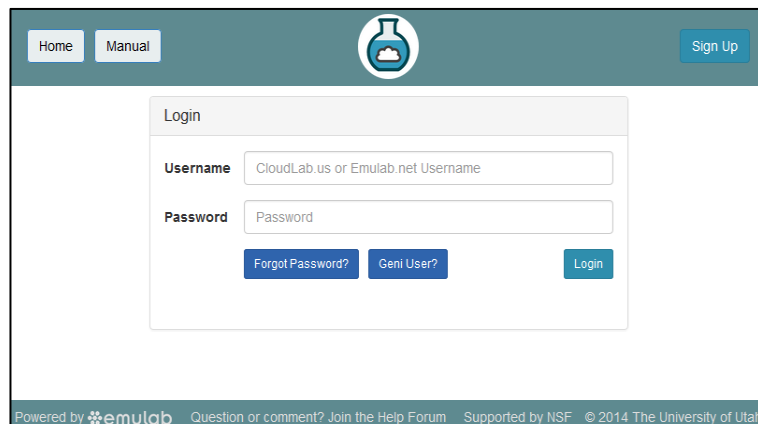 Home Manual Sign Up
Login
Username CloudLab.us or Emulab.net Username
Password Password
Forgot Password? Geni User? Login
Powered by emulab Question or comment? Join the Help Forum Supported by NSF © 2014 The University of Utah